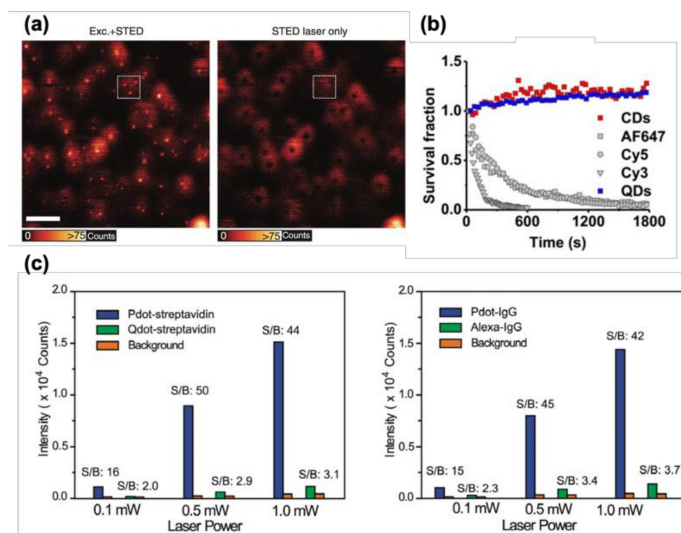 (a)
Exc.+STED
STED laser only
0
>75
Counts
0
>75
Counts
(b)
Survival fraction
1.5
1.0
0.5
0.0
CDs
AF647
Cy5
Cy3
QDs
0
600
1200
1800
Time (s)
(c)
Intensity ( x 10⁴ Counts)
2.0
1.5
1.0
0.5
0.0
Pdot-streptavidin
Qdot-streptavidin
Background
S/B: 16
S/B: 2.0
S/B: 50
S/B: 2.9
S/B: 44
S/B: 3.1
0.1 mW
0.5 mW
1.0 mW
Laser Power
Intensity ( x 10⁴ Counts)
2.0
1.5
1.0
0.5
0.0
Pdot-IgG
Alexa-IgG
Background
S/B: 15
S/B: 2.3
S/B: 45
S/B: 3.4
S/B: 42
S/B: 3.7
0.1 mW
0.5 mW
1.0 mW
Laser Power